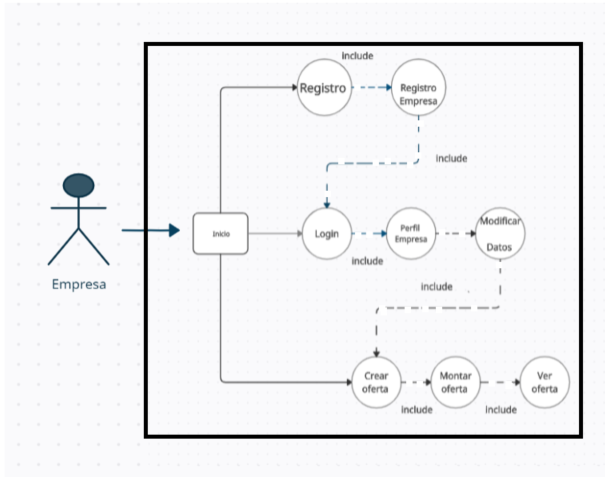 include
Registro
Registro
Empresa
include
Empresa
Inicio
Login
Perfil
Empresa
Modificar
Datos
include
include
Crear
oferta
Montar
oferta
Ver
oferta
include
include